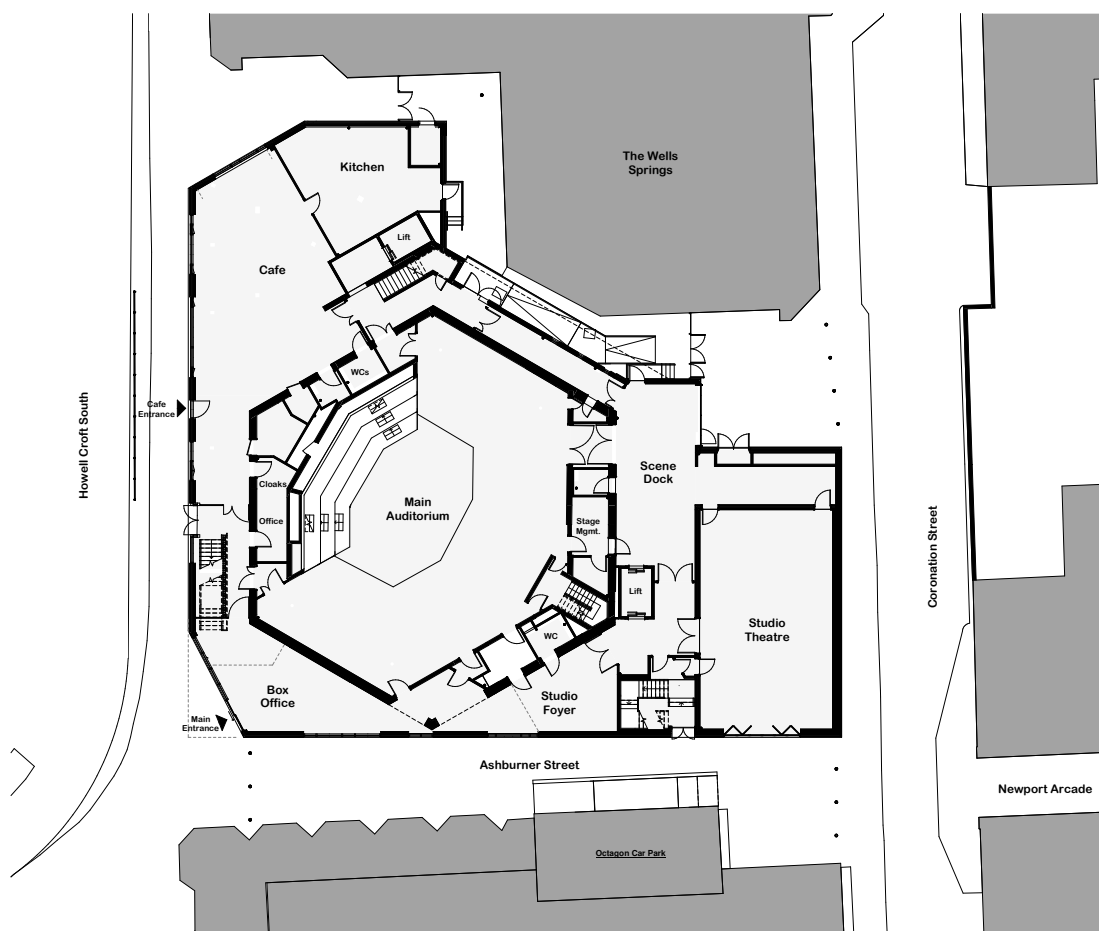 The Wells
Springs
Kitchen
Lift
Cafe
WCs
Cafe
Entrance
Howell Croft South
Cloaks
Office
Main
Auditorium
Scene
Dock
Stage
Mgmt.
Coronation Street
Lift
Studio
Theatre
WC
Box
Office
Studio
Foyer
Main
Entrance
Ashburner Street
Newport Arcade
Octagon Car Park